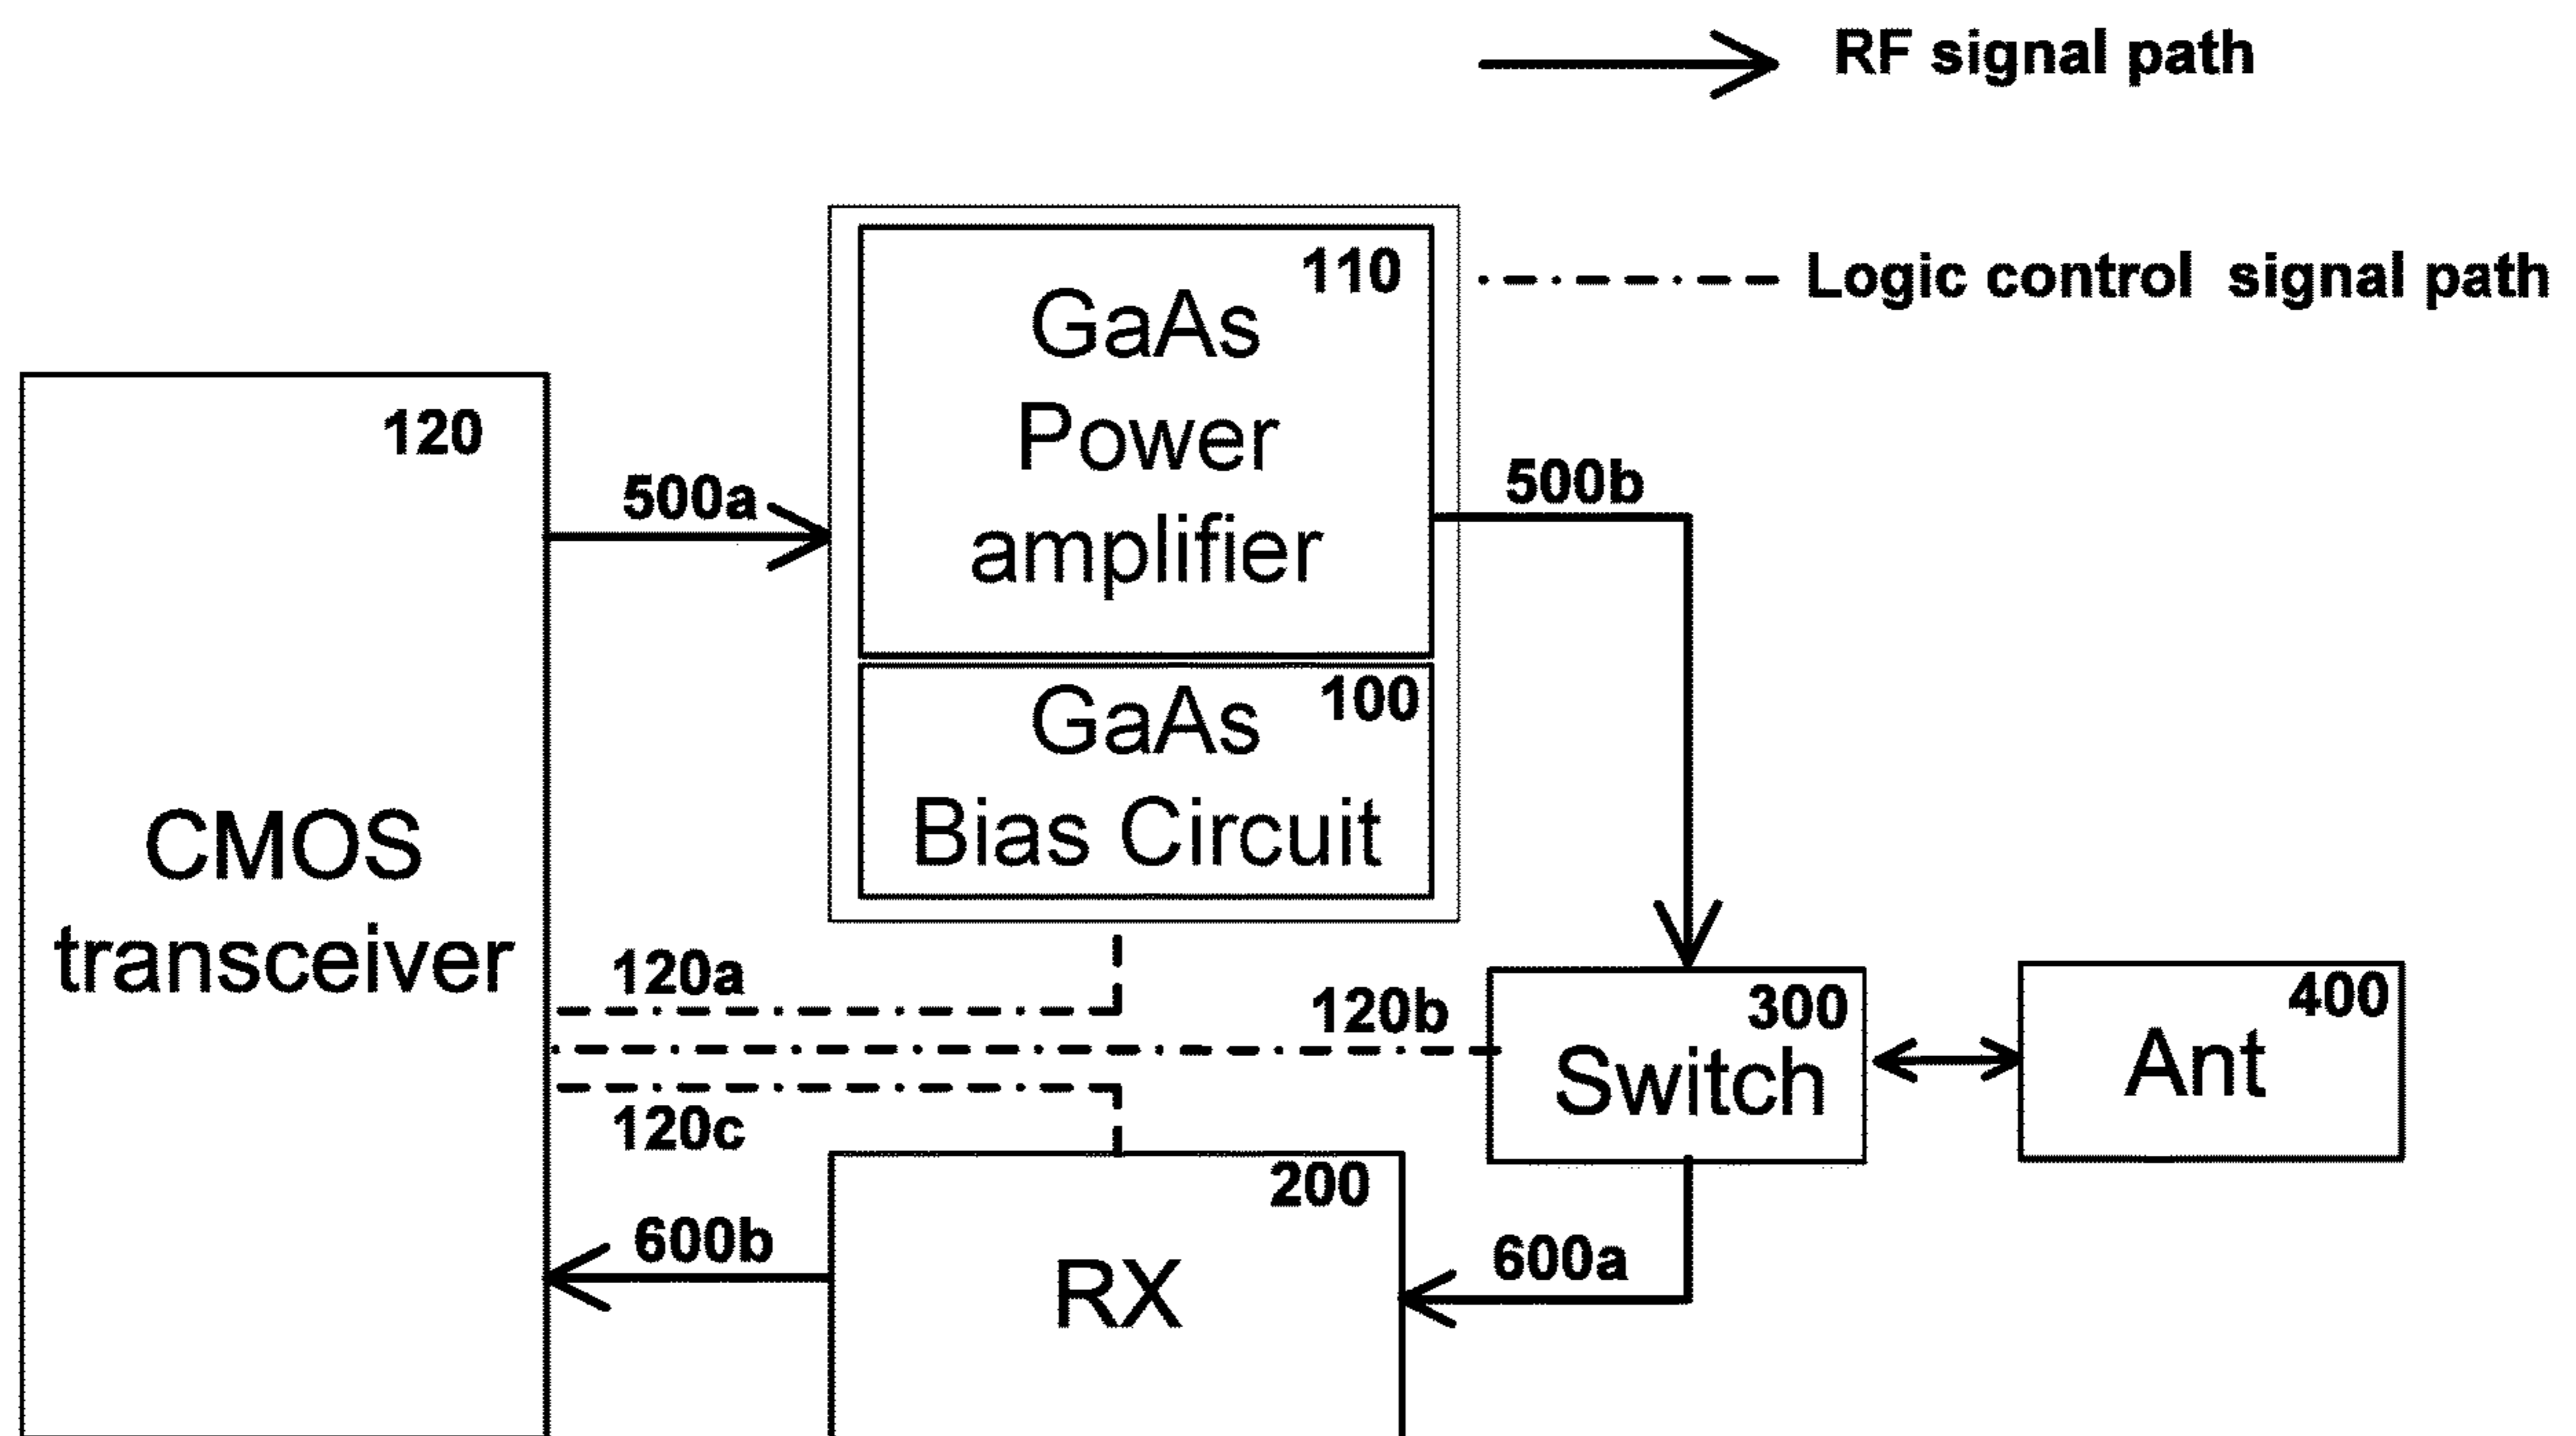 RF signal path
110
Logic control signal path
GaAs
Power
amplifier
120
500a
500b
100
GaAs
Bias Circuit
CMOS
transceiver
120a
120b
300
Switch
400
Ant
120c
200
RX
600b
600a